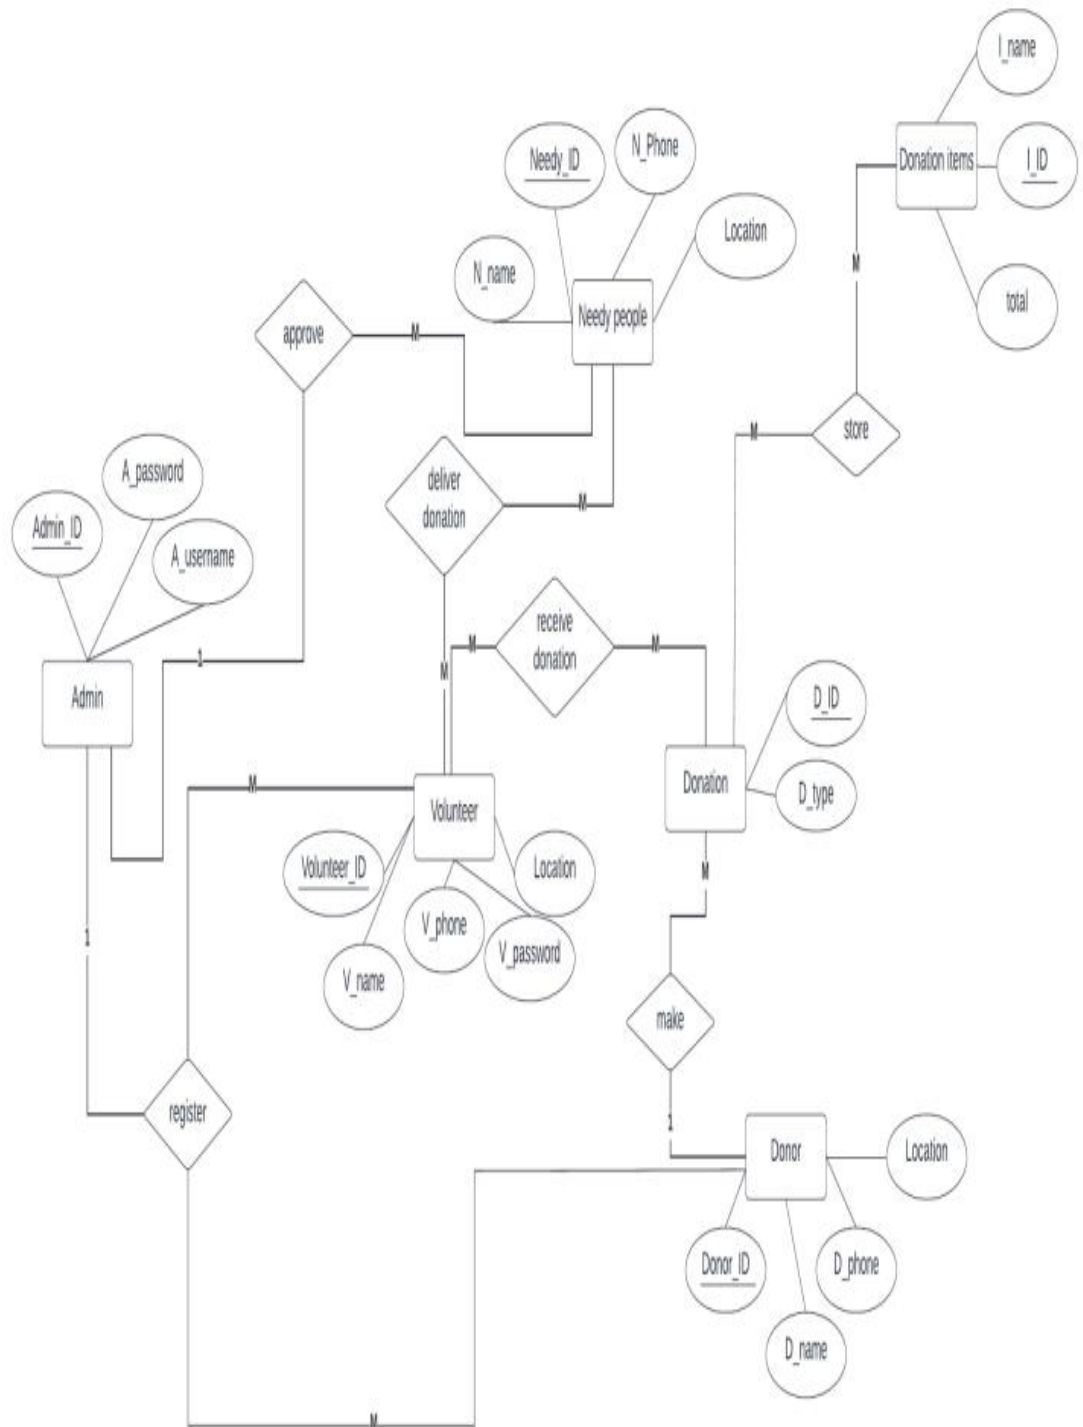 I_name
Donation items
I_ID
total
Needy_ID
N_Phone
Location
N_name
Needy people
approve
M
M
M
store
deliver
donation
M
A_password
Admin_ID
A_username
Admin
1
receive
donation
M
M
M
D_ID
Donation
D_type
M
Volunteer
Volunteer_ID
Location
V_phone
V_password
V_name
M
1
make
register
1
Donor
Location
Donor_ID
D_phone
D_name
M